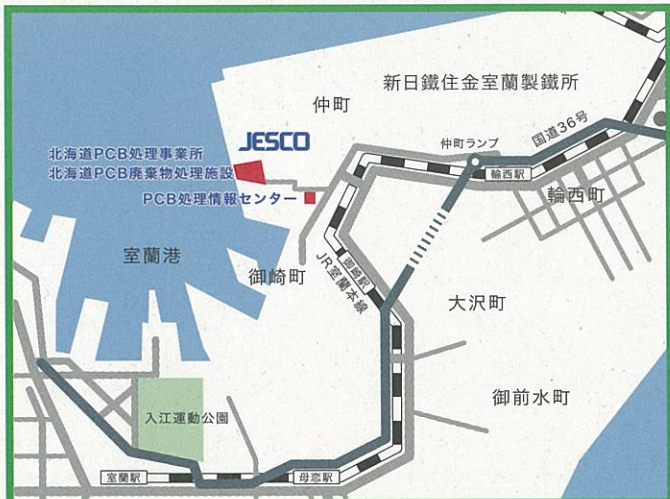 新日鐵住金室蘭製鉄所
仲町
JESCO
仲町ランプ
国道36号
北海道PCB処理事業所
北海道PCB廃棄物処理施設
輪西駅
PCB処理情報センター
輪西町
室蘭港
御崎町
御崎駅
JR室蘭本線
大沢町
御前水町
入江運動公園
室蘭駅
母恋駅